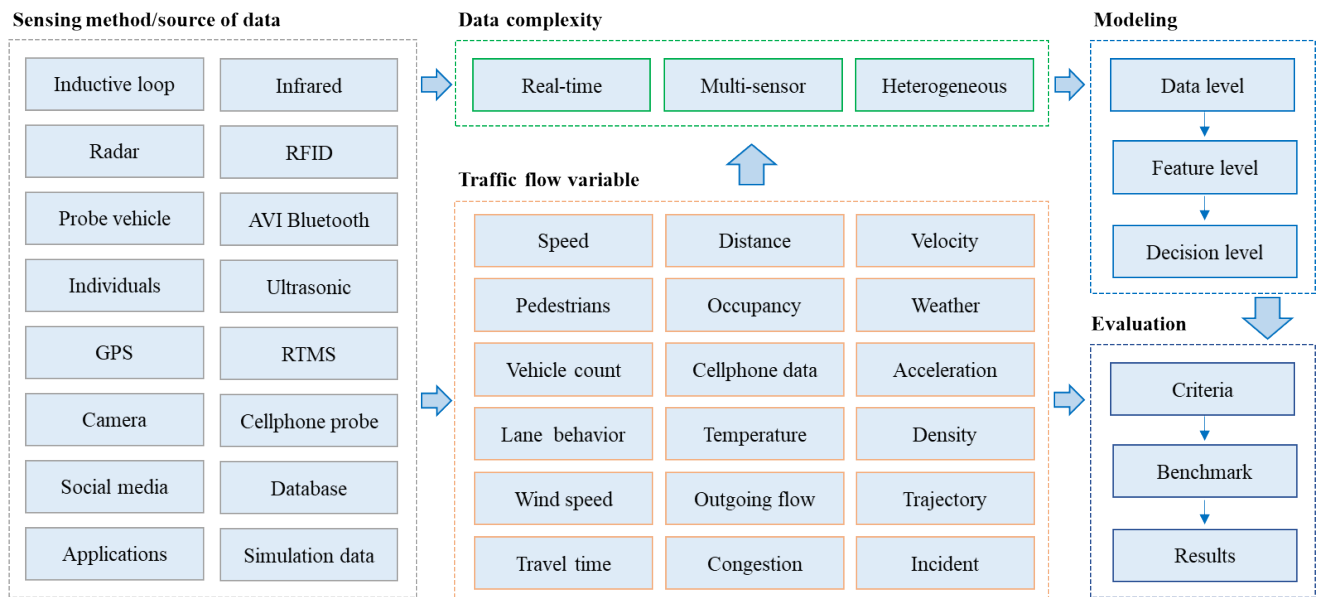 Sensing method/source of data
Inductive loop
Infrared
Radar
RFID
Probe vehicle
AVI Bluetooth
Individuals
Ultrasonic
GPS
RTMS
Camera
Cellphone probe
Social media
Database
Applications
Simulation data
Data complexity
Real-time
Multi-sensor
Heterogeneous
Traffic flow variable
Speed
Distance
Velocity
Pedestrians
Occupancy
Weather
Vehicle count
Cellphone data
Acceleration
Lane behavior
Temperature
Density
Wind speed
Outgoing flow
Trajectory
Travel time
Congestion
Incident
Modeling
Data level
Feature level
Decision level
Evaluation
Criteria
Benchmark
Results